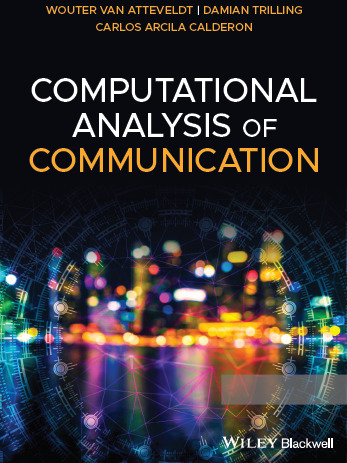 WOUTER VAN ATTEVELDT | DAMIAN TRILLING
CARLOS ARCILA CALDERON
COMPUTATIONAL
ANALYSIS OF
COMMUNICATION
WILEY Blackwell